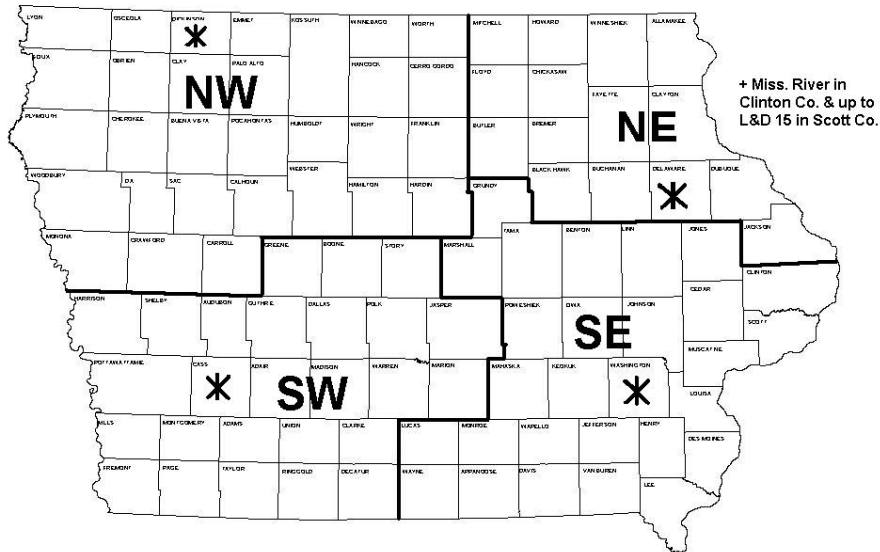 LYON OSCEOLA DICKINSON EMMET KOSSUTH WINNEBAGO WORTH MITCHELL HOWARD WINNESHIEK ALLAMAKEE
SIOUX OBRIEN CLAY PALO ALTO HANCOCK CERRO GORDO FLOYD CHICKASAW
+ Miss. River in
Clinton Co. & up to
L&D 15 in Scott Co.
NW
FAYETTE CLAYTON
NE
PLYMOUTH CHEROKEE BUENA VISTA POCAHONTAS HUMBOLDT WRIGHT FRANKLIN BUTLER BREMER
WOODBURY IDA SAC CALHOUN WEBSTER HAMILTON HARDIN GRUNDY BLACK HAWK BUCHANAN DELAWARE DUBUQUE
MONONA CRAWFORD CARROLL GREENE BOONE STORY MARSHALL TAMA BENTON LINN JONES JACKSON
HARRISON SHELBY AUDUBON GUTHRIE DALLAS POLK JASPER POWESHIEK IOWA JOHNSON CEDAR CLINTON
SE
SCOTT
MUSCATINE
POTTAWATTAMIE CASS ADAIR MADISON WARREN MARION MAHASKA KEOKUK WASHINGTON
SW
LOUISA
MILLS MONTGOMERY ADAMS UNION CLARKE LUCAS MONROE WAPELLO JEFFERSON HENRY DES MOINES
FREMONT PAGE TAYLOR RINGGOLD DECATUR WAYNE APPANOOSE DAVIS VAN BUREN LEE